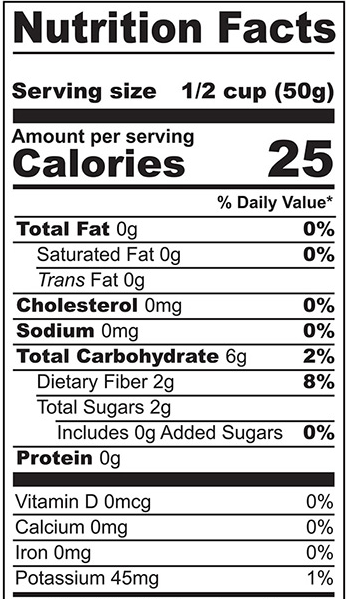 Nutrition Facts
Serving size 1/2 cup (50g)
Amount per serving
Calories 25
% Daily Value*
Total Fat 0g 0%
Saturated Fat 0g 0%
Trans Fat 0g
Cholesterol 0mg 0%
Sodium 0mg 0%
Total Carbohydrate 6g 2%
Dietary Fiber 2g 8%
Total Sugars 2g
Includes 0g Added Sugars 0%
Protein 0g
Vitamin D 0mcg 0%
Calcium 0mg 0%
Iron 0mg 0%
Potassium 45mg 1%